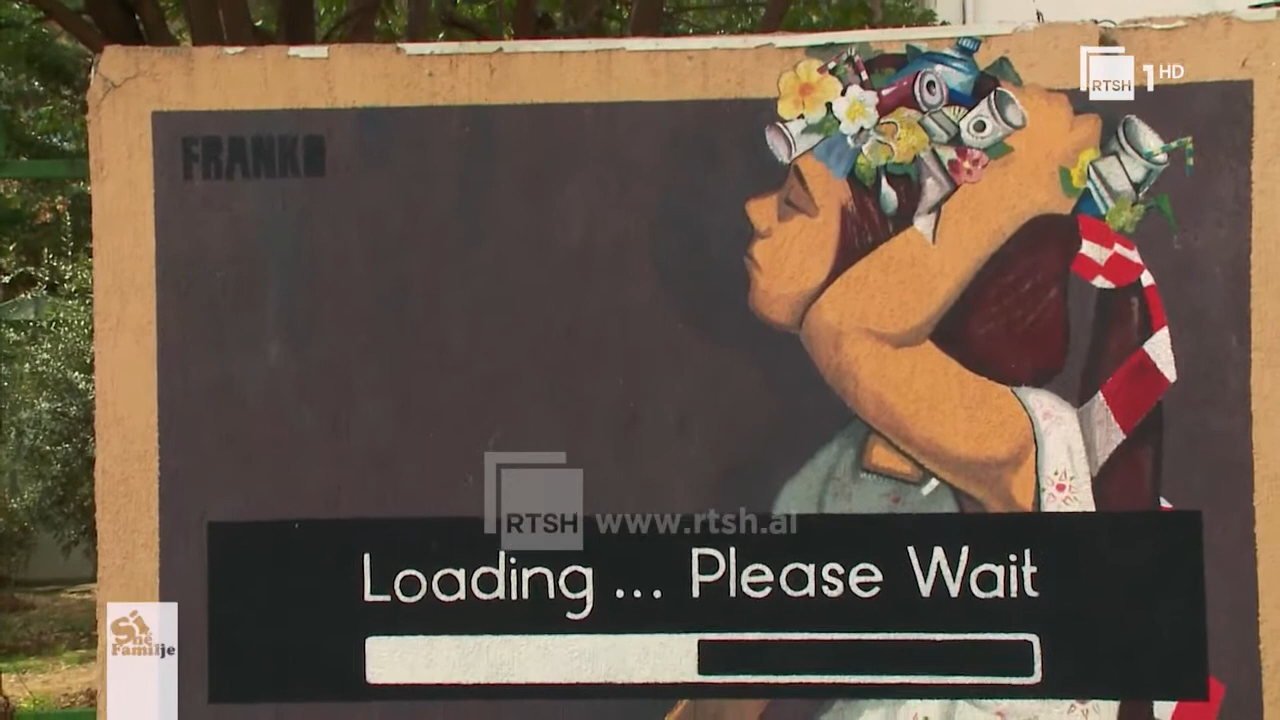 RTSH 1 HD
FRANKO
RTSH www.rtsh.al
Loading ... Please Wait
Si në
Familje